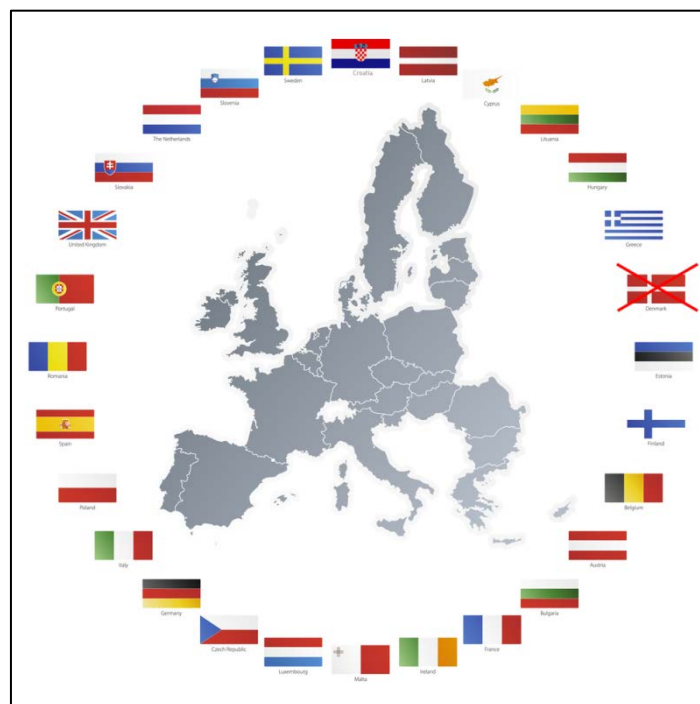 Croatia
Sweden
Latvia
Slovenia
Cyprus
The Netherlands
Lituania
Slovakia
Hungary
United Kingdom
Greece
Portugal
Denmark
Romania
Estonia
Spain
Finland
Poland
Belgium
Italy
Austria
Germany
Bulgaria
Czech Republic
France
Luxembourg
Ireland
Malta